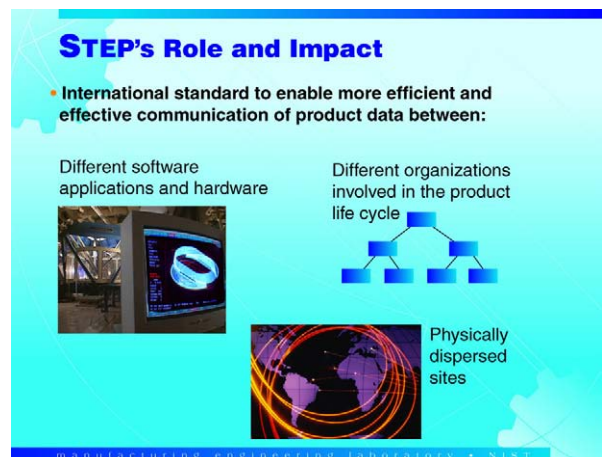 STEP's Role and Impact
• International standard to enable more efficient and
effective communication of product data between:
Different software
applications and hardware
Different organizations
involved in the product
life cycle
Physically
dispersed
sites
manufacturing engineering laboratory • NIST